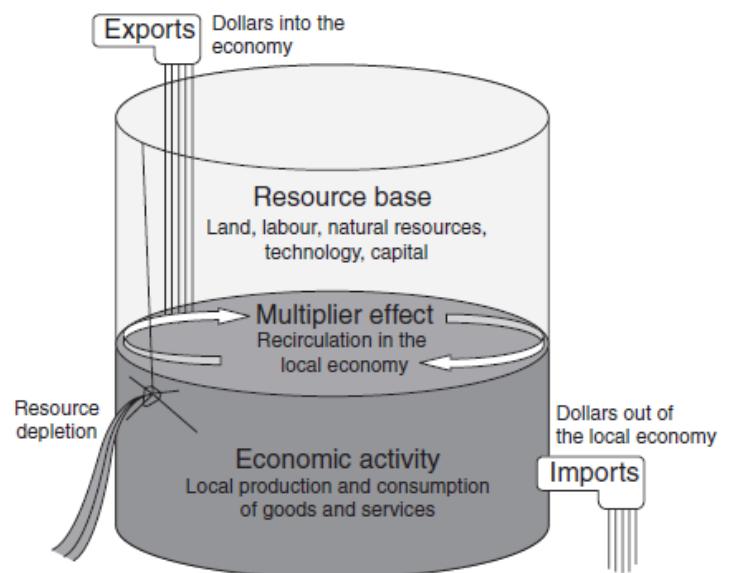 Exports
Dollars into the
economy
Resource base
Land, labour, natural resources,
technology, capital
Multiplier effect
Recirculation in the
local economy
Resource
depletion
Economic activity
Local production and consumption
of goods and services
Dollars out of
the local economy
Imports